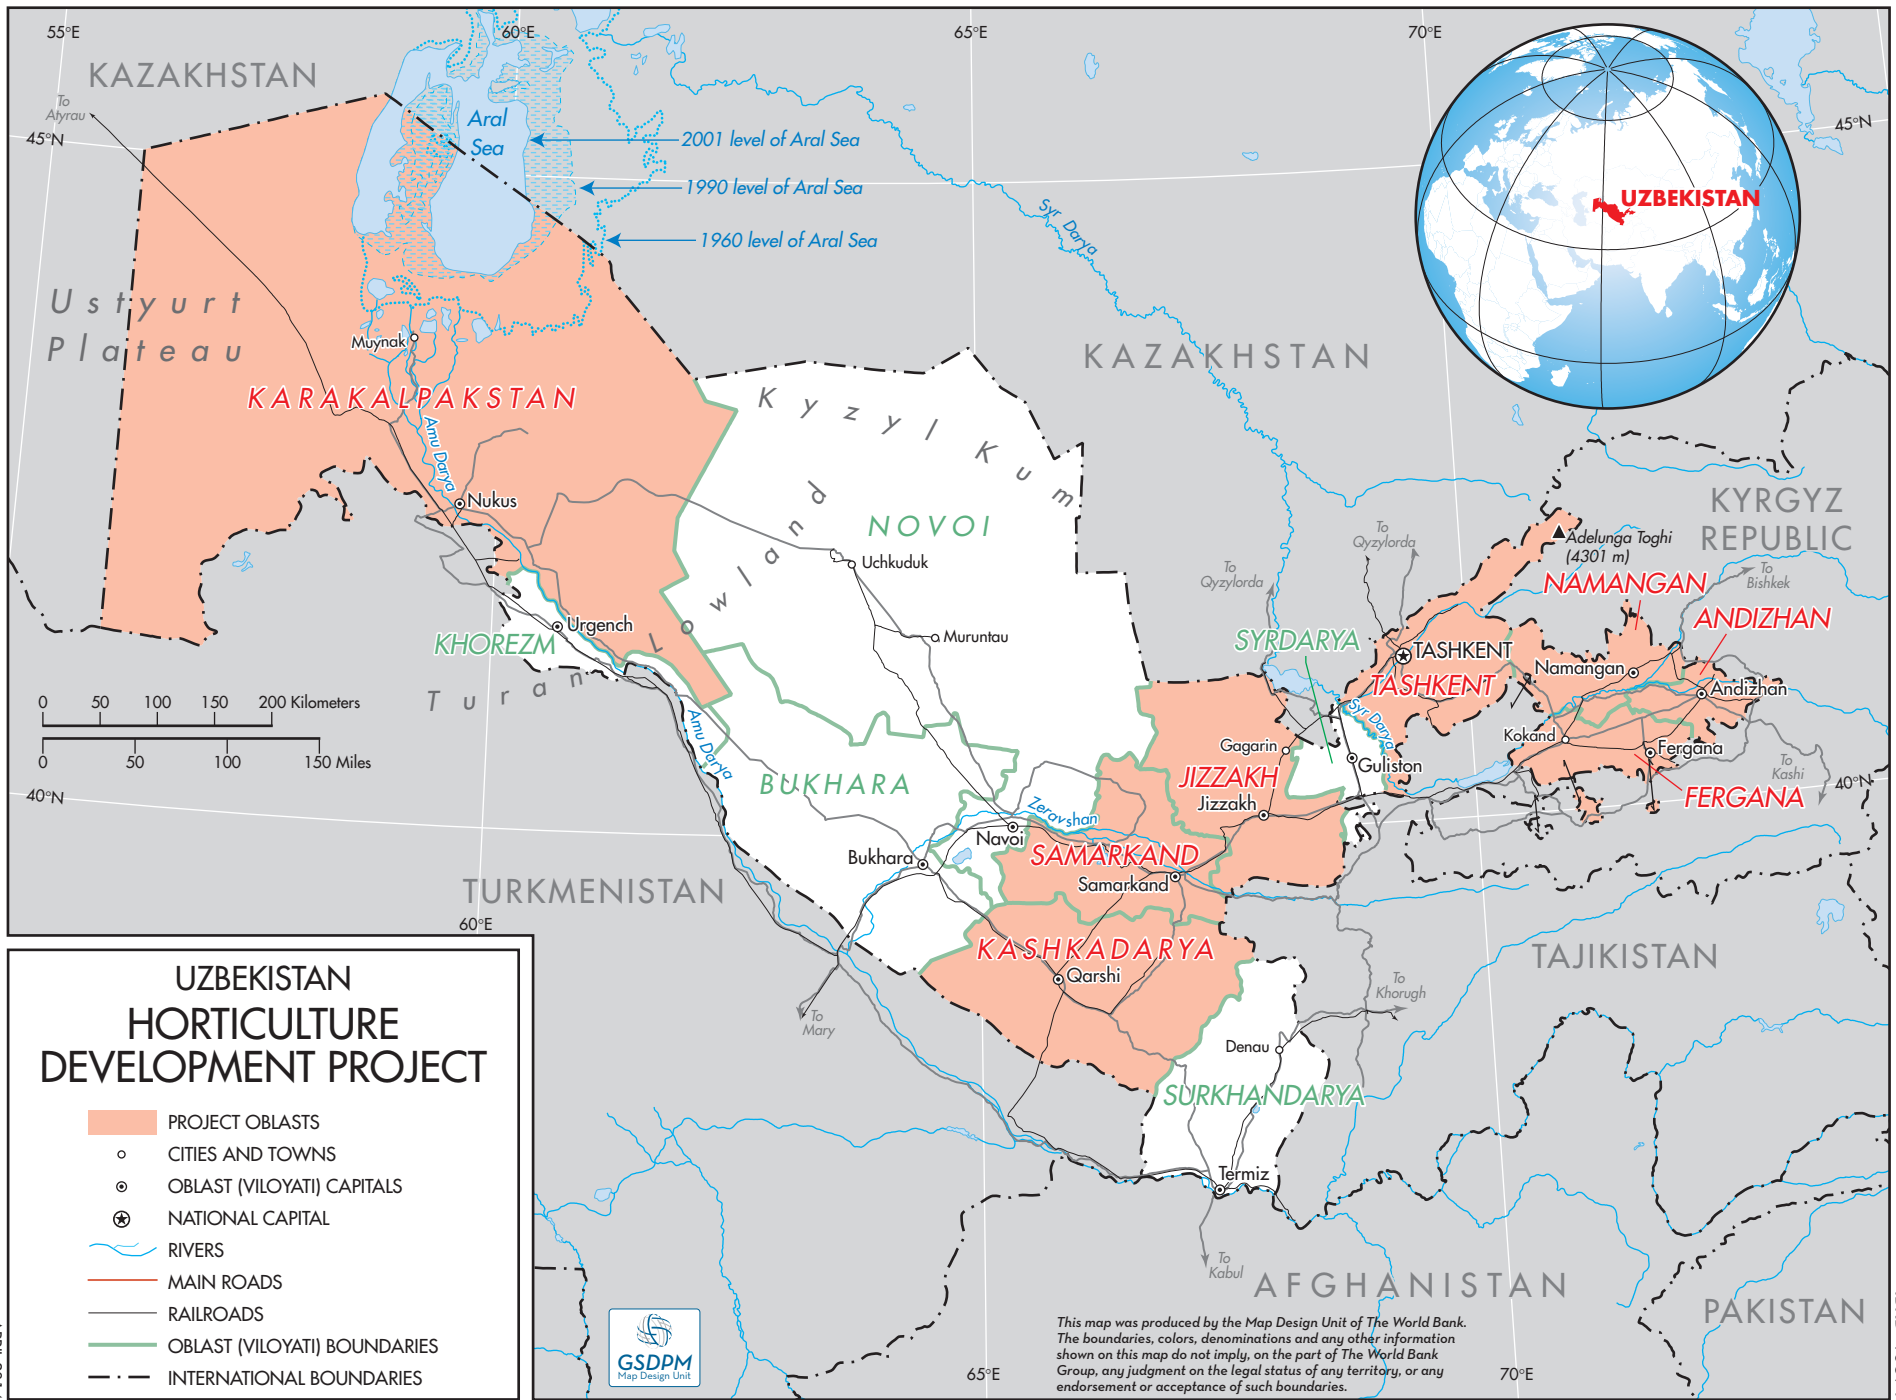 55°E
60°E
65°E
70°E
KAZAKHSTAN
To
Atyrau
45°N
45°N
Aral
Sea
2001 level of Aral Sea
1990 level of Aral Sea
1960 level of Aral Sea
Syr Darya
UZBEKISTAN
Ustyurt
Plateau
Muynak
KARAKALPAKSTAN
Amu Darya
Nukus
KAZAKHSTAN
Kyzyl Kum
NOVOI
Uchkuduk
Muruntau
Turan Lowland
KHOREZM
Urgench
Amu Darya
To
Qyzylorda
To
Qyzylorda
KYRGYZ
REPUBLIC
Adelunga Toghi
(4301 m)
To
Bishkek
NAMANGAN
ANDIZHAN
SYRDARYA
TASHKENT
TASHKENT
Namangan
Andizhan
Syr Darya
Kokand
Fergana
Gagarin
Guliston
To
Kashi
FERGANA
JIZZAKH
Jizzakh
40°N
0 50 100 150 200 Kilometers
0 50 100 150 Miles
40°N
BUKHARA
Zeravshan
Navoi
Bukhara
SAMARKAND
Samarkand
TURKMENISTAN
60°E
KASHKADARYA
Qarshi
TAJIKISTAN
To
Khorugh
To
Mary
Denau
SURKHANDARYA
Termiz
To
Kabul
AFGHANISTAN
PAKISTAN
65°E
70°E
UZBEKISTAN
HORTICULTURE
DEVELOPMENT PROJECT
PROJECT OBLASTS
CITIES AND TOWNS
OBLAST (VILOYATI) CAPITALS
NATIONAL CAPITAL
RIVERS
MAIN ROADS
RAILROADS
OBLAST (VILOYATI) BOUNDARIES
INTERNATIONAL BOUNDARIES
GSDPM
Map Design Unit
This map was produced by the Map Design Unit of The World Bank.
The boundaries, colors, denominations and any other information
shown on this map do not imply, on the part of The World Bank
Group, any judgment on the legal status of any territory, or any
endorsement or acceptance of such boundaries.